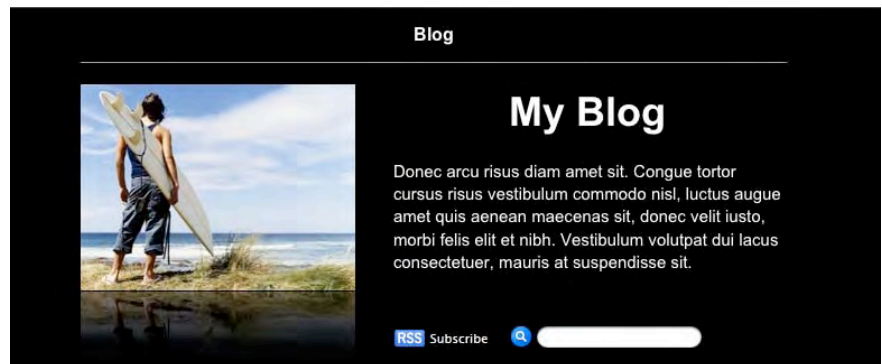 Blog
My Blog
Donec arcu risus diam amet sit. Congue tortor
cursus risus vestibulum commodo nisl, luctus augue
amet quis aenean maecenas sit, donec velit iusto,
morbi felis elit et nibh. Vestibulum volutpat dui lacus
consectetuer, mauris at suspendisse sit.
RSS Subscribe